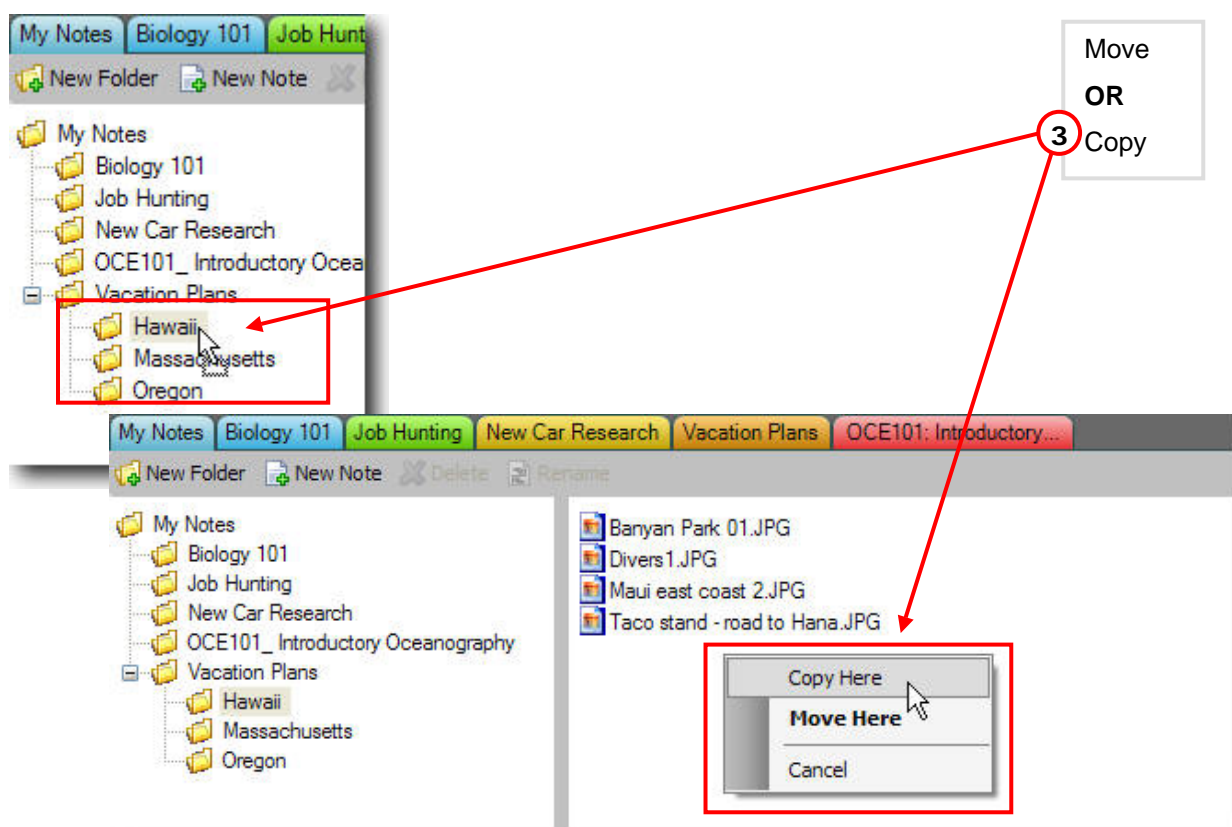 My Notes Biology 101 Job Hunt
New Folder New Note
My Notes
Biology 101
Job Hunting
New Car Research
OCE101_ Introductory Ocea
Vacation Plans
Hawaii
Massachusetts
Oregon
Move
OR
3 Copy
My Notes Biology 101 Job Hunting New Car Research Vacation Plans OCE101: Introductory...
New Folder New Note Delete Rename
My Notes
Biology 101
Job Hunting
New Car Research
OCE101_ Introductory Oceanography
Vacation Plans
Hawaii
Massachusetts
Oregon
Banyan Park 01.JPG
Divers1.JPG
Maui east coast 2.JPG
Taco stand - road to Hana.JPG
Copy Here
Move Here
Cancel